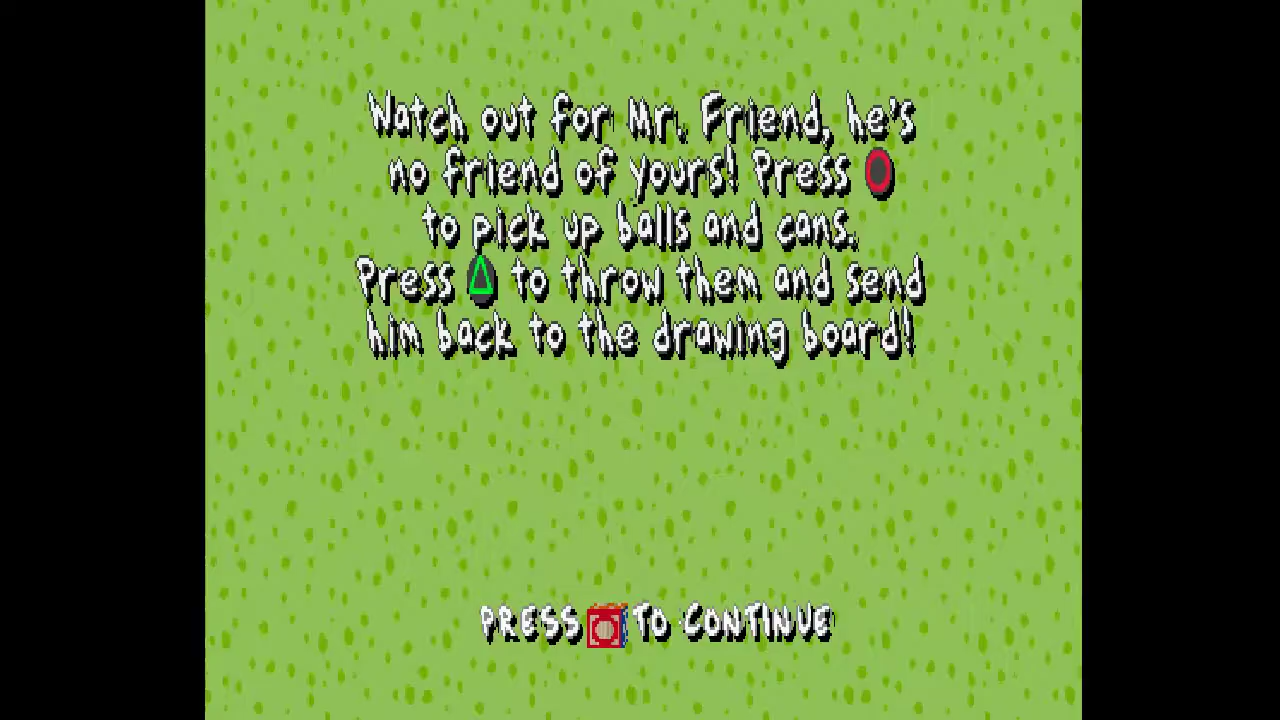 Watch out for Mr. Friend, he's
no friend of yours! Press O
to pick up balls and cans.
Press △ to throw them and send
him back to the drawing board!
PRESS TO CONTINUE